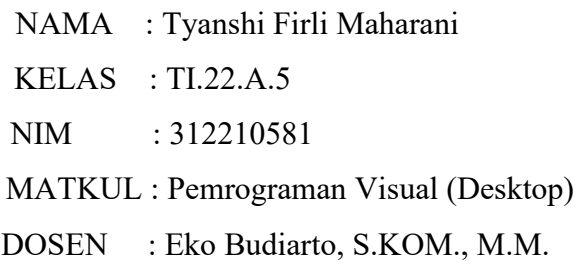 NAMA : Tyanshi Firli Maharani
KELAS : TI.22.A.5
NIM : 312210581
MATKUL : Pemrograman Visual (Desktop)
DOSEN : Eko Budiarto, S.KOM., M.M.